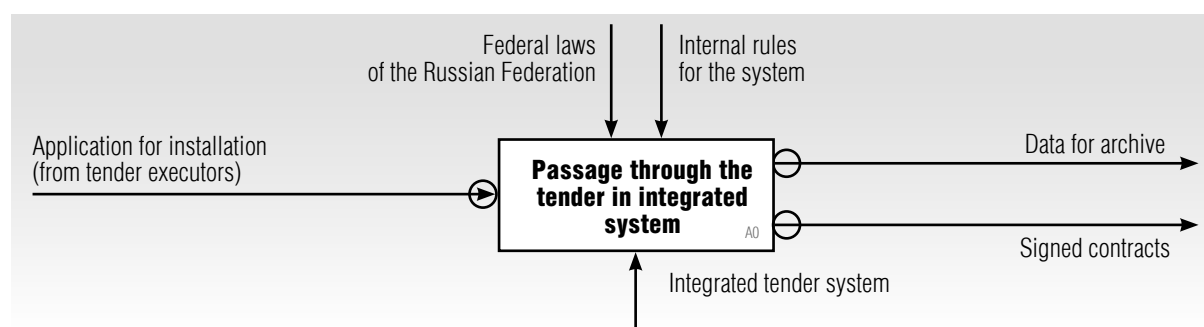 Federal laws
of the Russian Federation
Internal rules
for the system
Application for installation
(from tender executors)
Passage through the
tender in integrated
system
A0
Data for archive
Signed contracts
Integrated tender system